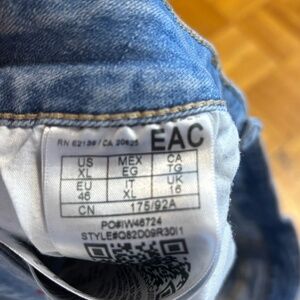 RN 62136 / CA 20625 EAC
US MEX CA
XL EG TG
EU IT UK
46 XL 16
CN 175/92A
PO#IW46724
STYLE#Q82D09R30I1